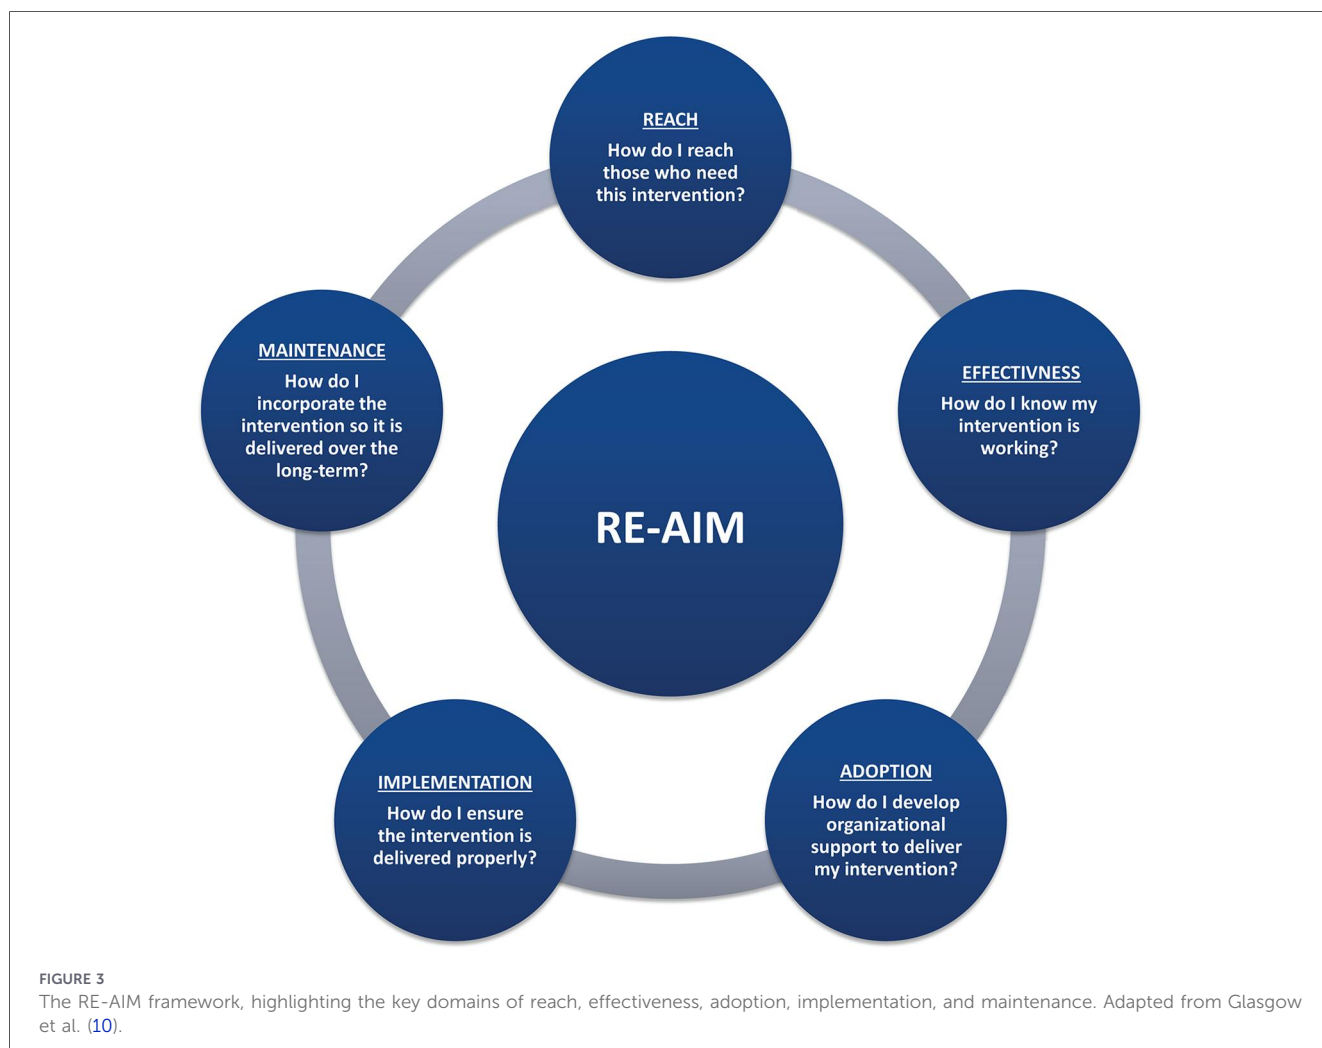 REACH
How do I reach
those who need
this intervention?
EFFECTIVNESS
How do I know my
intervention is
working?
ADOPTION
How do I develop
organizational
support to deliver
my intervention?
IMPLEMENTATION
How do I ensure
the intervention is
delivered properly?
MAINTENANCE
How do I
incorporate the
intervention so it is
delivered over the
long-term?
RE-AIM
FIGURE 3
The RE-AIM framework, highlighting the key domains of reach, effectiveness, adoption, implementation, and maintenance. Adapted from Glasgow
et al. (10).